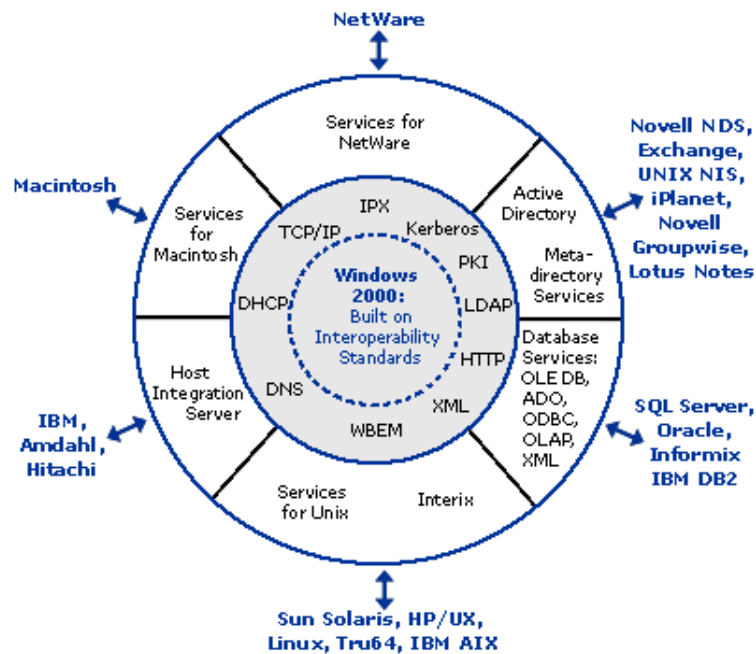 NetWare
Services for
NetWare
Novell NDS,
Exchange,
UNIX NIS,
iPlanet,
Novell
Groupwise,
Lotus Notes
Active
Directory
Meta-
directory
Services
Macintosh
Services
for
Macintosh
IPX
TCP/IP
Kerberos
PKI
DHCP
LDAP
HTTP
DNS
XML
WBEM
Windows
2000:
Built on
Interoperability
Standards
Host
Integration
Server
IBM,
Amdahl,
Hitachi
Database
Services:
OLE DB,
ADO,
ODBC,
OLAP,
XML
SQL Server,
Oracle,
Informix
IBM DB2
Services
for Unix
Interix
Sun Solaris, HP/UX,
Linux, Tru64, IBM AIX